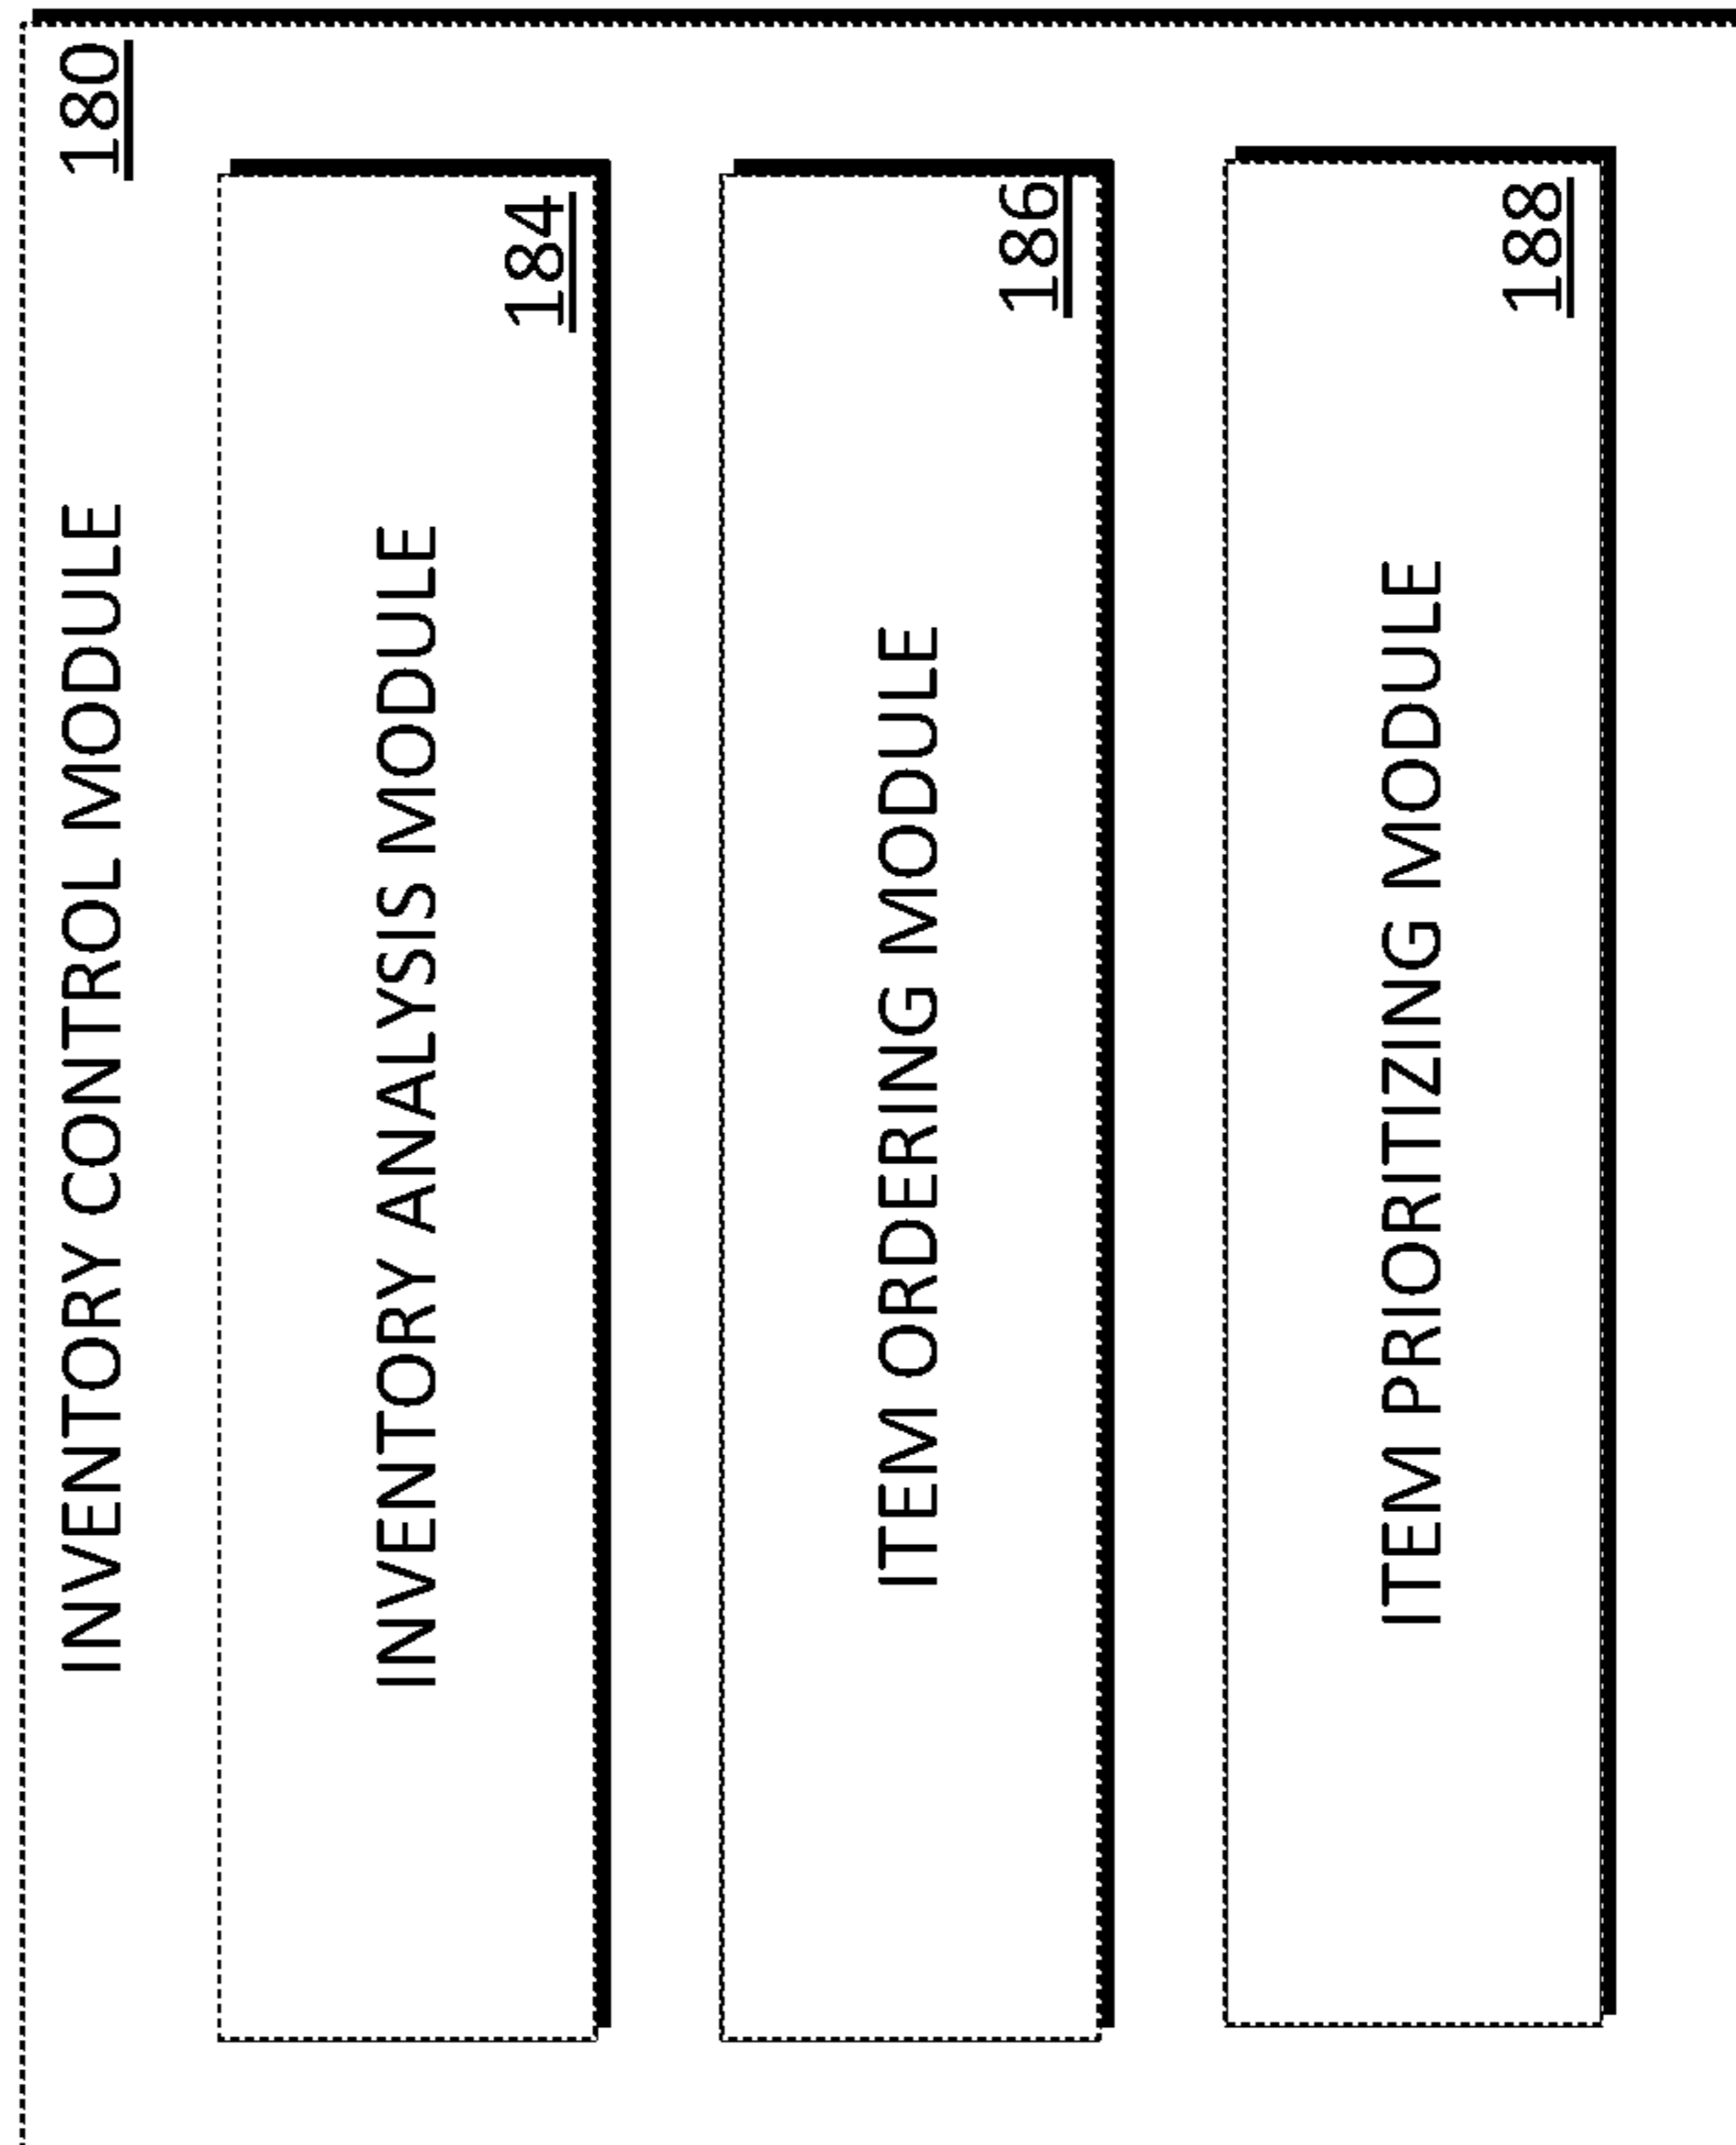 INVENTORY CONTROL MODULE 180
INVENTORY ANALYSIS MODULE
184
ITEM ORDERING MODULE
186
ITEM PRIORITIZING MODULE
188